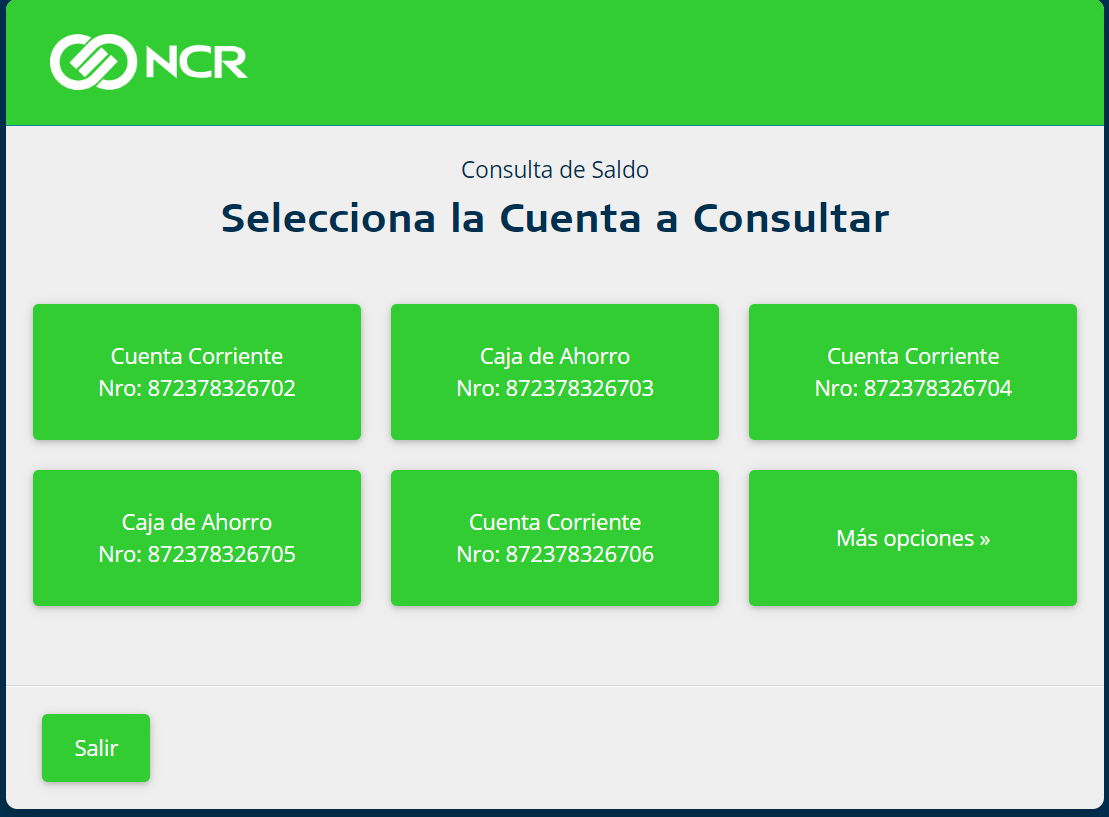 NCR
Consulta de Saldo
Selecciona la Cuenta a Consultar
Cuenta Corriente
Nro: 872378326702
Caja de Ahorro
Nro: 872378326703
Cuenta Corriente
Nro: 872378326704
Caja de Ahorro
Nro: 872378326705
Cuenta Corriente
Nro: 872378326706
Más opciones »
Salir